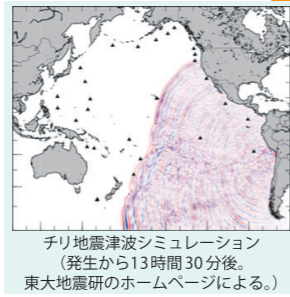 チリ地震津波シミュレーション
（発生から13時間30分後。
東大地震研のホームページによる。）